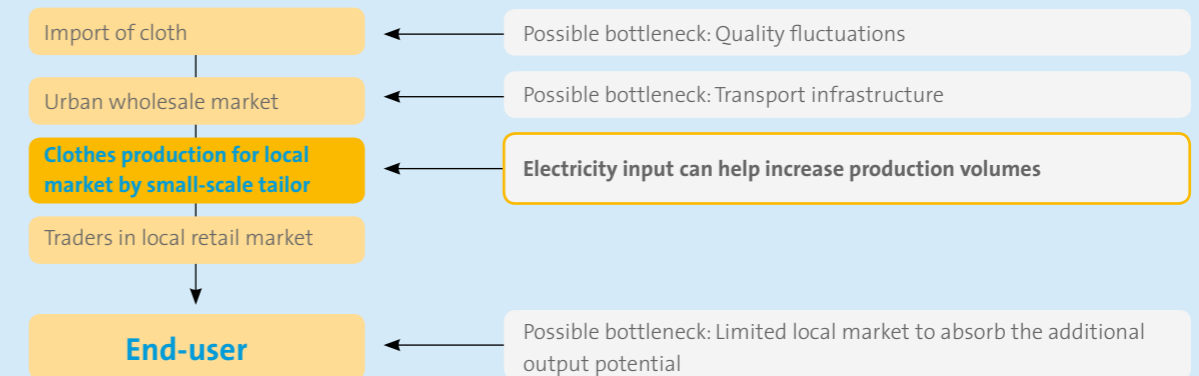 Import of cloth
Possible bottleneck: Quality fluctuations
Urban wholesale market
Possible bottleneck: Transport infrastructure
Clothes production for local
market by small-scale tailor
Electricity input can help increase production volumes
Traders in local retail market
End-user
Possible bottleneck: Limited local market to absorb the additional
output potential